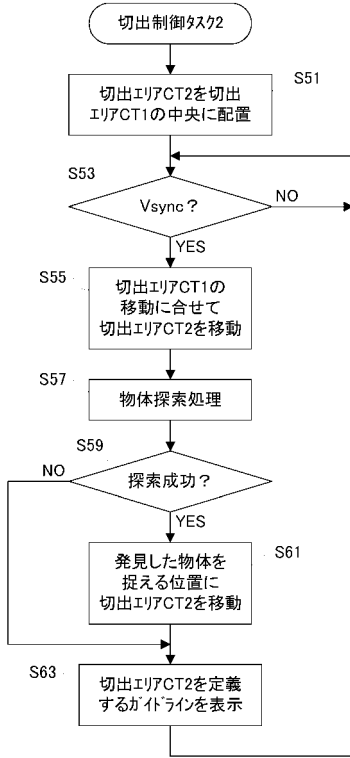 切出制御ﾀｽｸ2
S51
切出エリアCT2を切出
エリアCT1の中央に配置
S53
Vsync？
NO
YES
S55
切出エリアCT1の
移動に合せて
切出エリアCT2を移動
S57
物体探索処理
S59
NO
探索成功？
YES
S61
発見した物体を
捉える位置に
切出エリアCT2を移動
S63
切出エリアCT2を定義
するｶﾞｲﾄﾞﾗｲﾝを表示